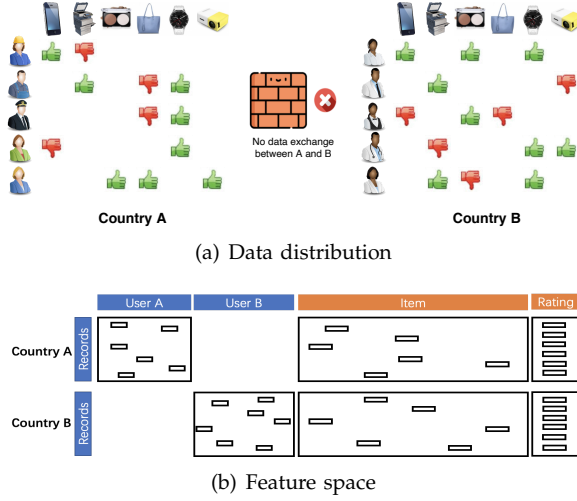 No data exchange
between A and B
Country A
Country B
(a) Data distribution
User A
User B
Item
Rating
Country A
Records
Country B
Records
(b) Feature space